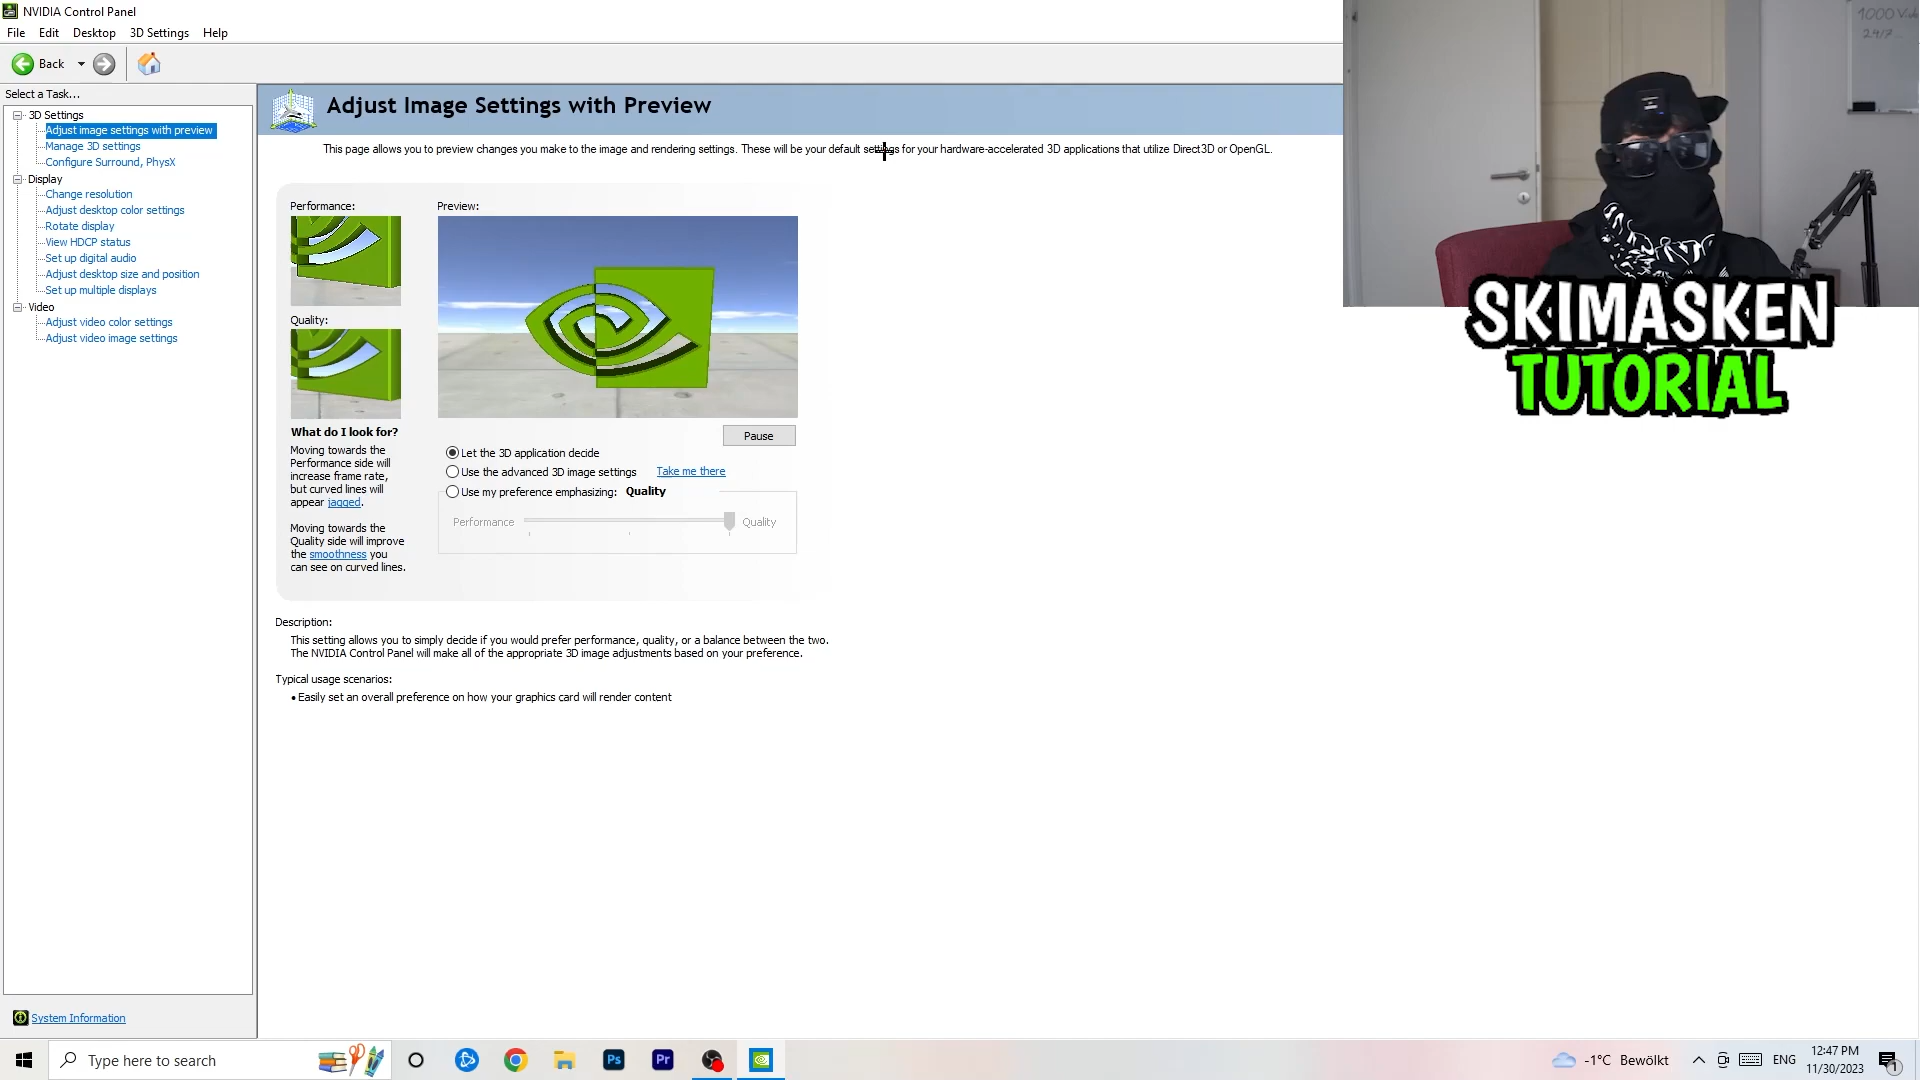 NVIDIA Control Panel
File Edit Desktop 3D Settings Help
Back
Select a Task...
3D Settings
Adjust image settings with preview
Manage 3D settings
Configure Surround, PhysX
Display
Change resolution
Adjust desktop color settings
Rotate display
View HDCP status
Set up digital audio
Adjust desktop size and position
Set up multiple displays
Video
Adjust video color settings
Adjust video image settings
System Information
Adjust Image Settings with Preview
This page allows you to preview changes you make to the image and rendering settings. These will be your default settings for your hardware-accelerated 3D applications that utilize Direct3D or OpenGL.
Performance:
Quality:
What do I look for?
Moving towards the
Performance side will
increase frame rate,
but curved lines will
appear jagged.
Moving towards the
Quality side will improve
the smoothness you
can see on curved lines.
Preview:
Pause
Let the 3D application decide
Use the advanced 3D image settings Take me there
Use my preference emphasizing: Quality
Performance Quality
Description:
This setting allows you to simply decide if you would prefer performance, quality, or a balance between the two.
The NVIDIA Control Panel will make all of the appropriate 3D image adjustments based on your preference.
Typical usage scenarios:
• Easily set an overall preference on how your graphics card will render content
24/7
SKIMASKEN
TUTORIAL
Type here to search
Ps
Pr
-1°C Bewölkt
ENG
12:47 PM
11/30/2023
1